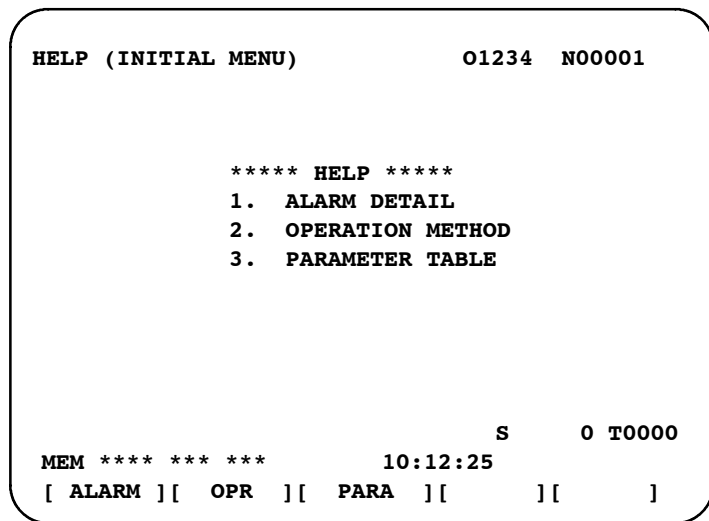 HELP (INITIAL MENU) O1234 N00001
***** HELP *****
1. ALARM DETAIL
2. OPERATION METHOD
3. PARAMETER TABLE
S 0 T0000
MEM **** *** *** 10:12:25
[ ALARM ][ OPR ][ PARA ][ ][ ]